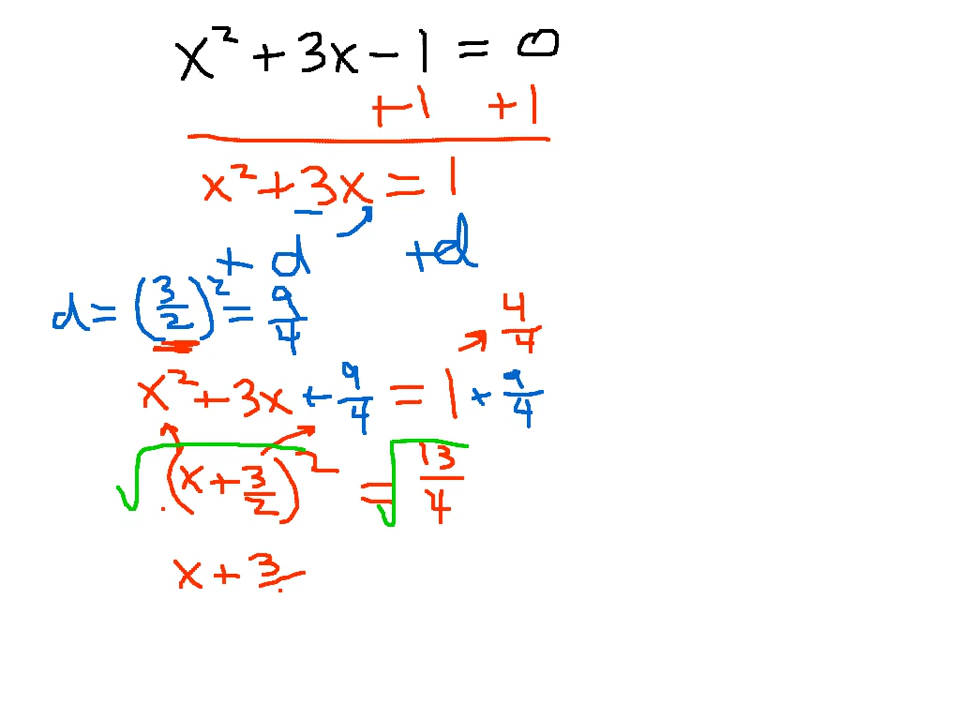 x² + 3x − 1 = 0
+1 +1
x² + 3x = 1
+ d +d
d = (3/2)² = 9/4
4/4
x² + 3x + 9/4 = 1 + 9/4
√(x + 3/2)² = √13/4
x + 3/